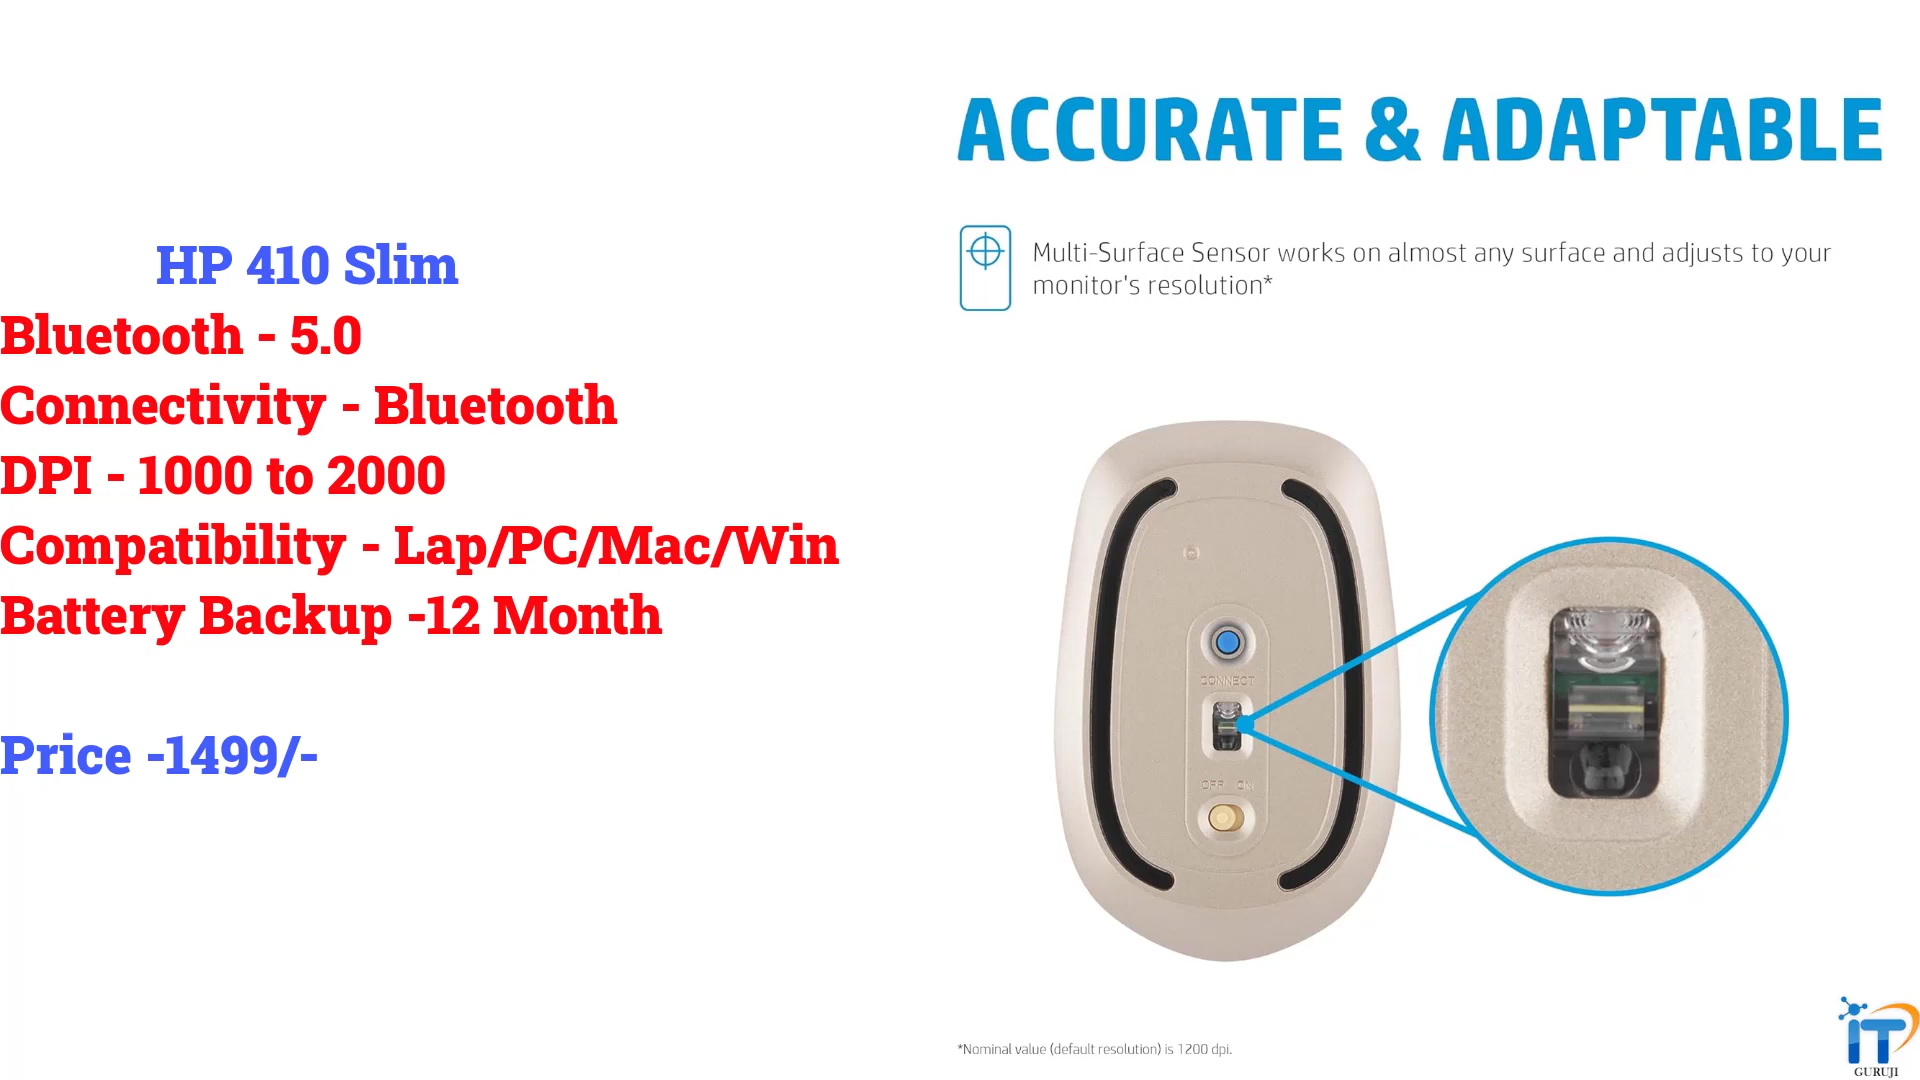 HP 410 Slim
Bluetooth - 5.0
Connectivity - Bluetooth
DPI - 1000 to 2000
Compatibility - Lap/PC/Mac/Win
Battery Backup -12 Month
Price -1499/-
ACCURATE & ADAPTABLE
Multi-Surface Sensor works on almost any surface and adjusts to your
monitor's resolution*
CONNECT
OFF ON
*Nominal value (default resolution) is 1200 dpi.
iT
GURUJI